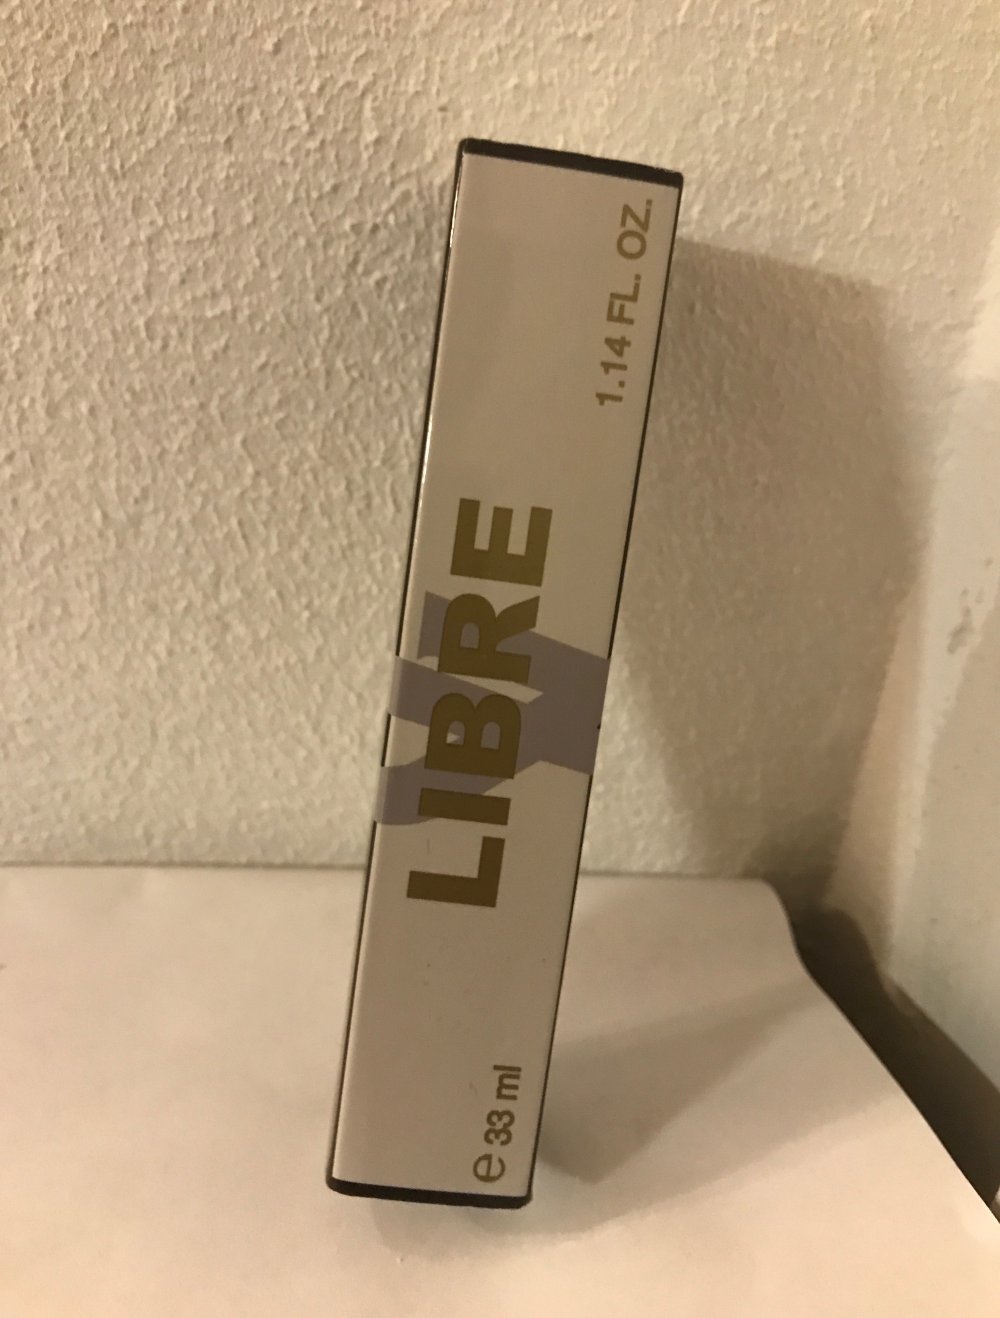 LIBRE
e 33 ml
1.14 FL. OZ.